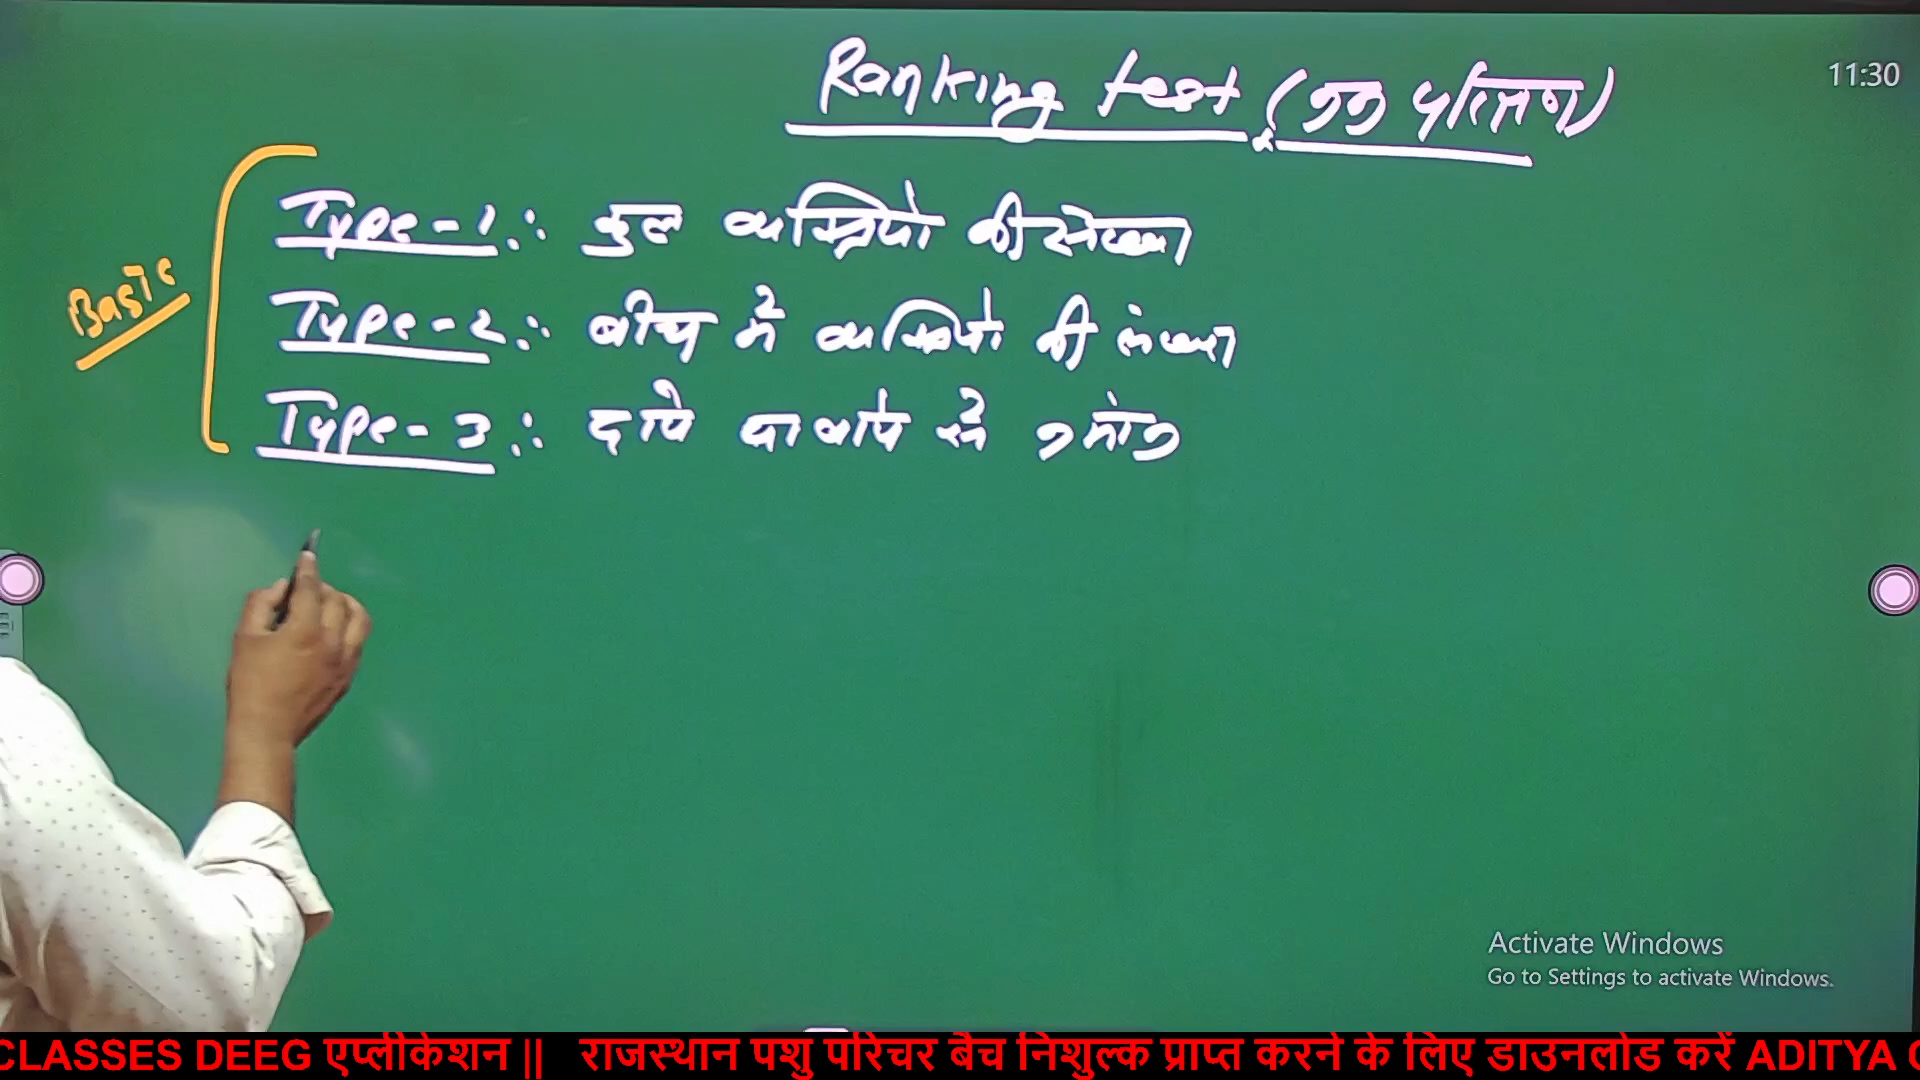 Ranking test (क्रम परिक्षण)
11:30
Basic
Type-1 :- कुल व्यक्तियो की संख्या
Type-2 :- बीच में व्यक्तियो की संख्या
Type-3 :- दायें या बायें से क्रमांक
Activate Windows
Go to Settings to activate Windows.
CLASSES DEEG एप्लीकेशन || राजस्थान पशु परिचर बैच निशुल्क प्राप्त करने के लिए डाउनलोड करें ADITYA